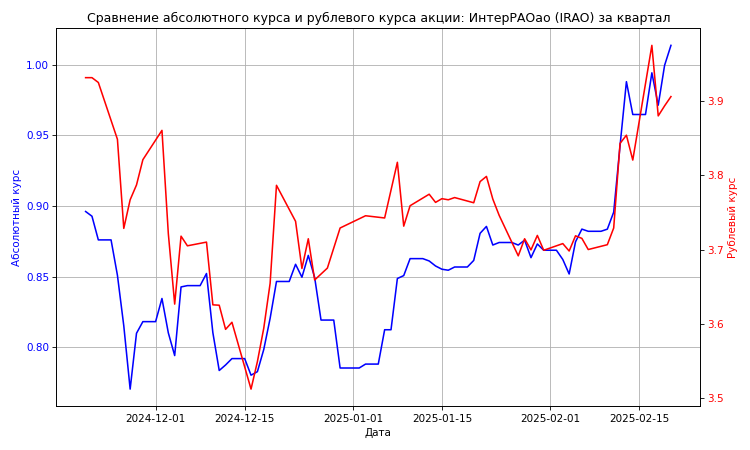 Сравнение абсолютного курса и рублевого курса акции: ИнтерРАОао (IRAO) за квартал
1.00
0.95
0.90
0.85
0.80
Абсолютный курс
3.9
3.8
3.7
3.6
3.5
Рублевый курс
2024-12-01 2024-12-15 2025-01-01 2025-01-15 2025-02-01 2025-02-15
Дата